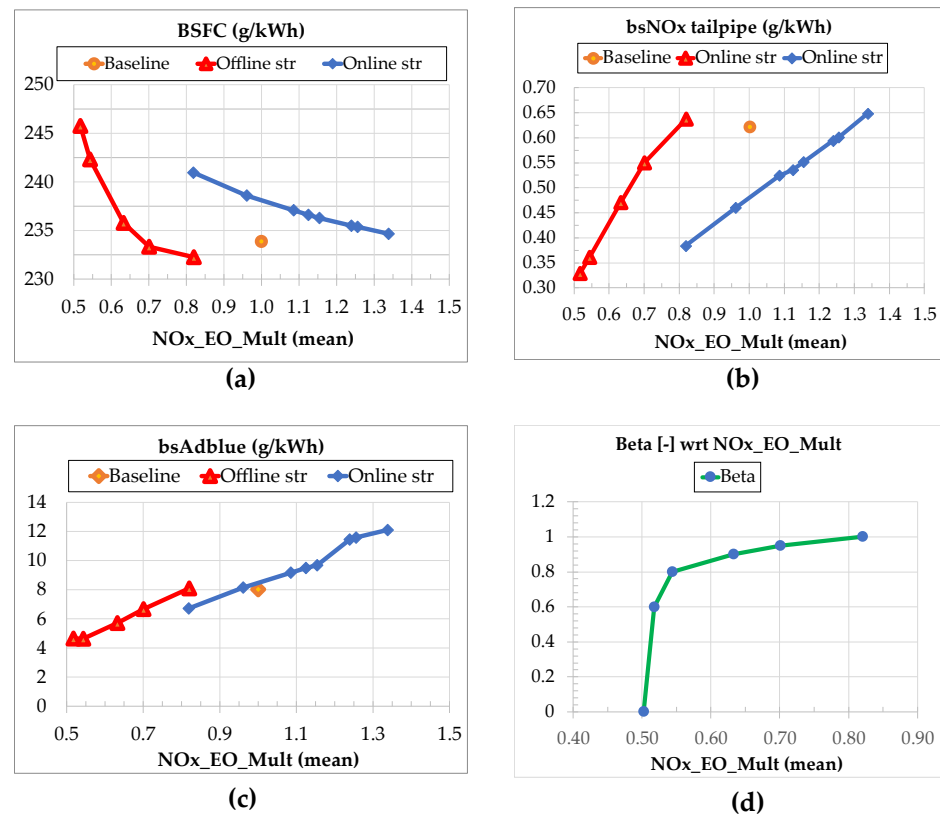 BSFC (g/kWh)
Baseline Offline str Online str
250
245
240
235
230
0.5 0.6 0.7 0.8 0.9 1.0 1.1 1.2 1.3 1.4 1.5
NOx_EO_Mult (mean)
(a)
bsNOx tailpipe (g/kWh)
Baseline Online str Online str
0.70
0.65
0.60
0.55
0.50
0.45
0.40
0.35
0.30
0.5 0.6 0.7 0.8 0.9 1.0 1.1 1.2 1.3 1.4 1.5
NOx_EO_Mult (mean)
(b)
bsAdblue (g/kWh)
Baseline Offline str Online str
14
12
10
8
6
4
2
0
0.5 0.7 0.9 1.1 1.3 1.5
NOx_EO_Mult (mean)
(c)
Beta [-] wrt NOx_EO_Mult
Beta
1.2
1
0.8
0.6
0.4
0.2
0
0.40 0.50 0.60 0.70 0.80 0.90
NOx_EO_Mult (mean)
(d)